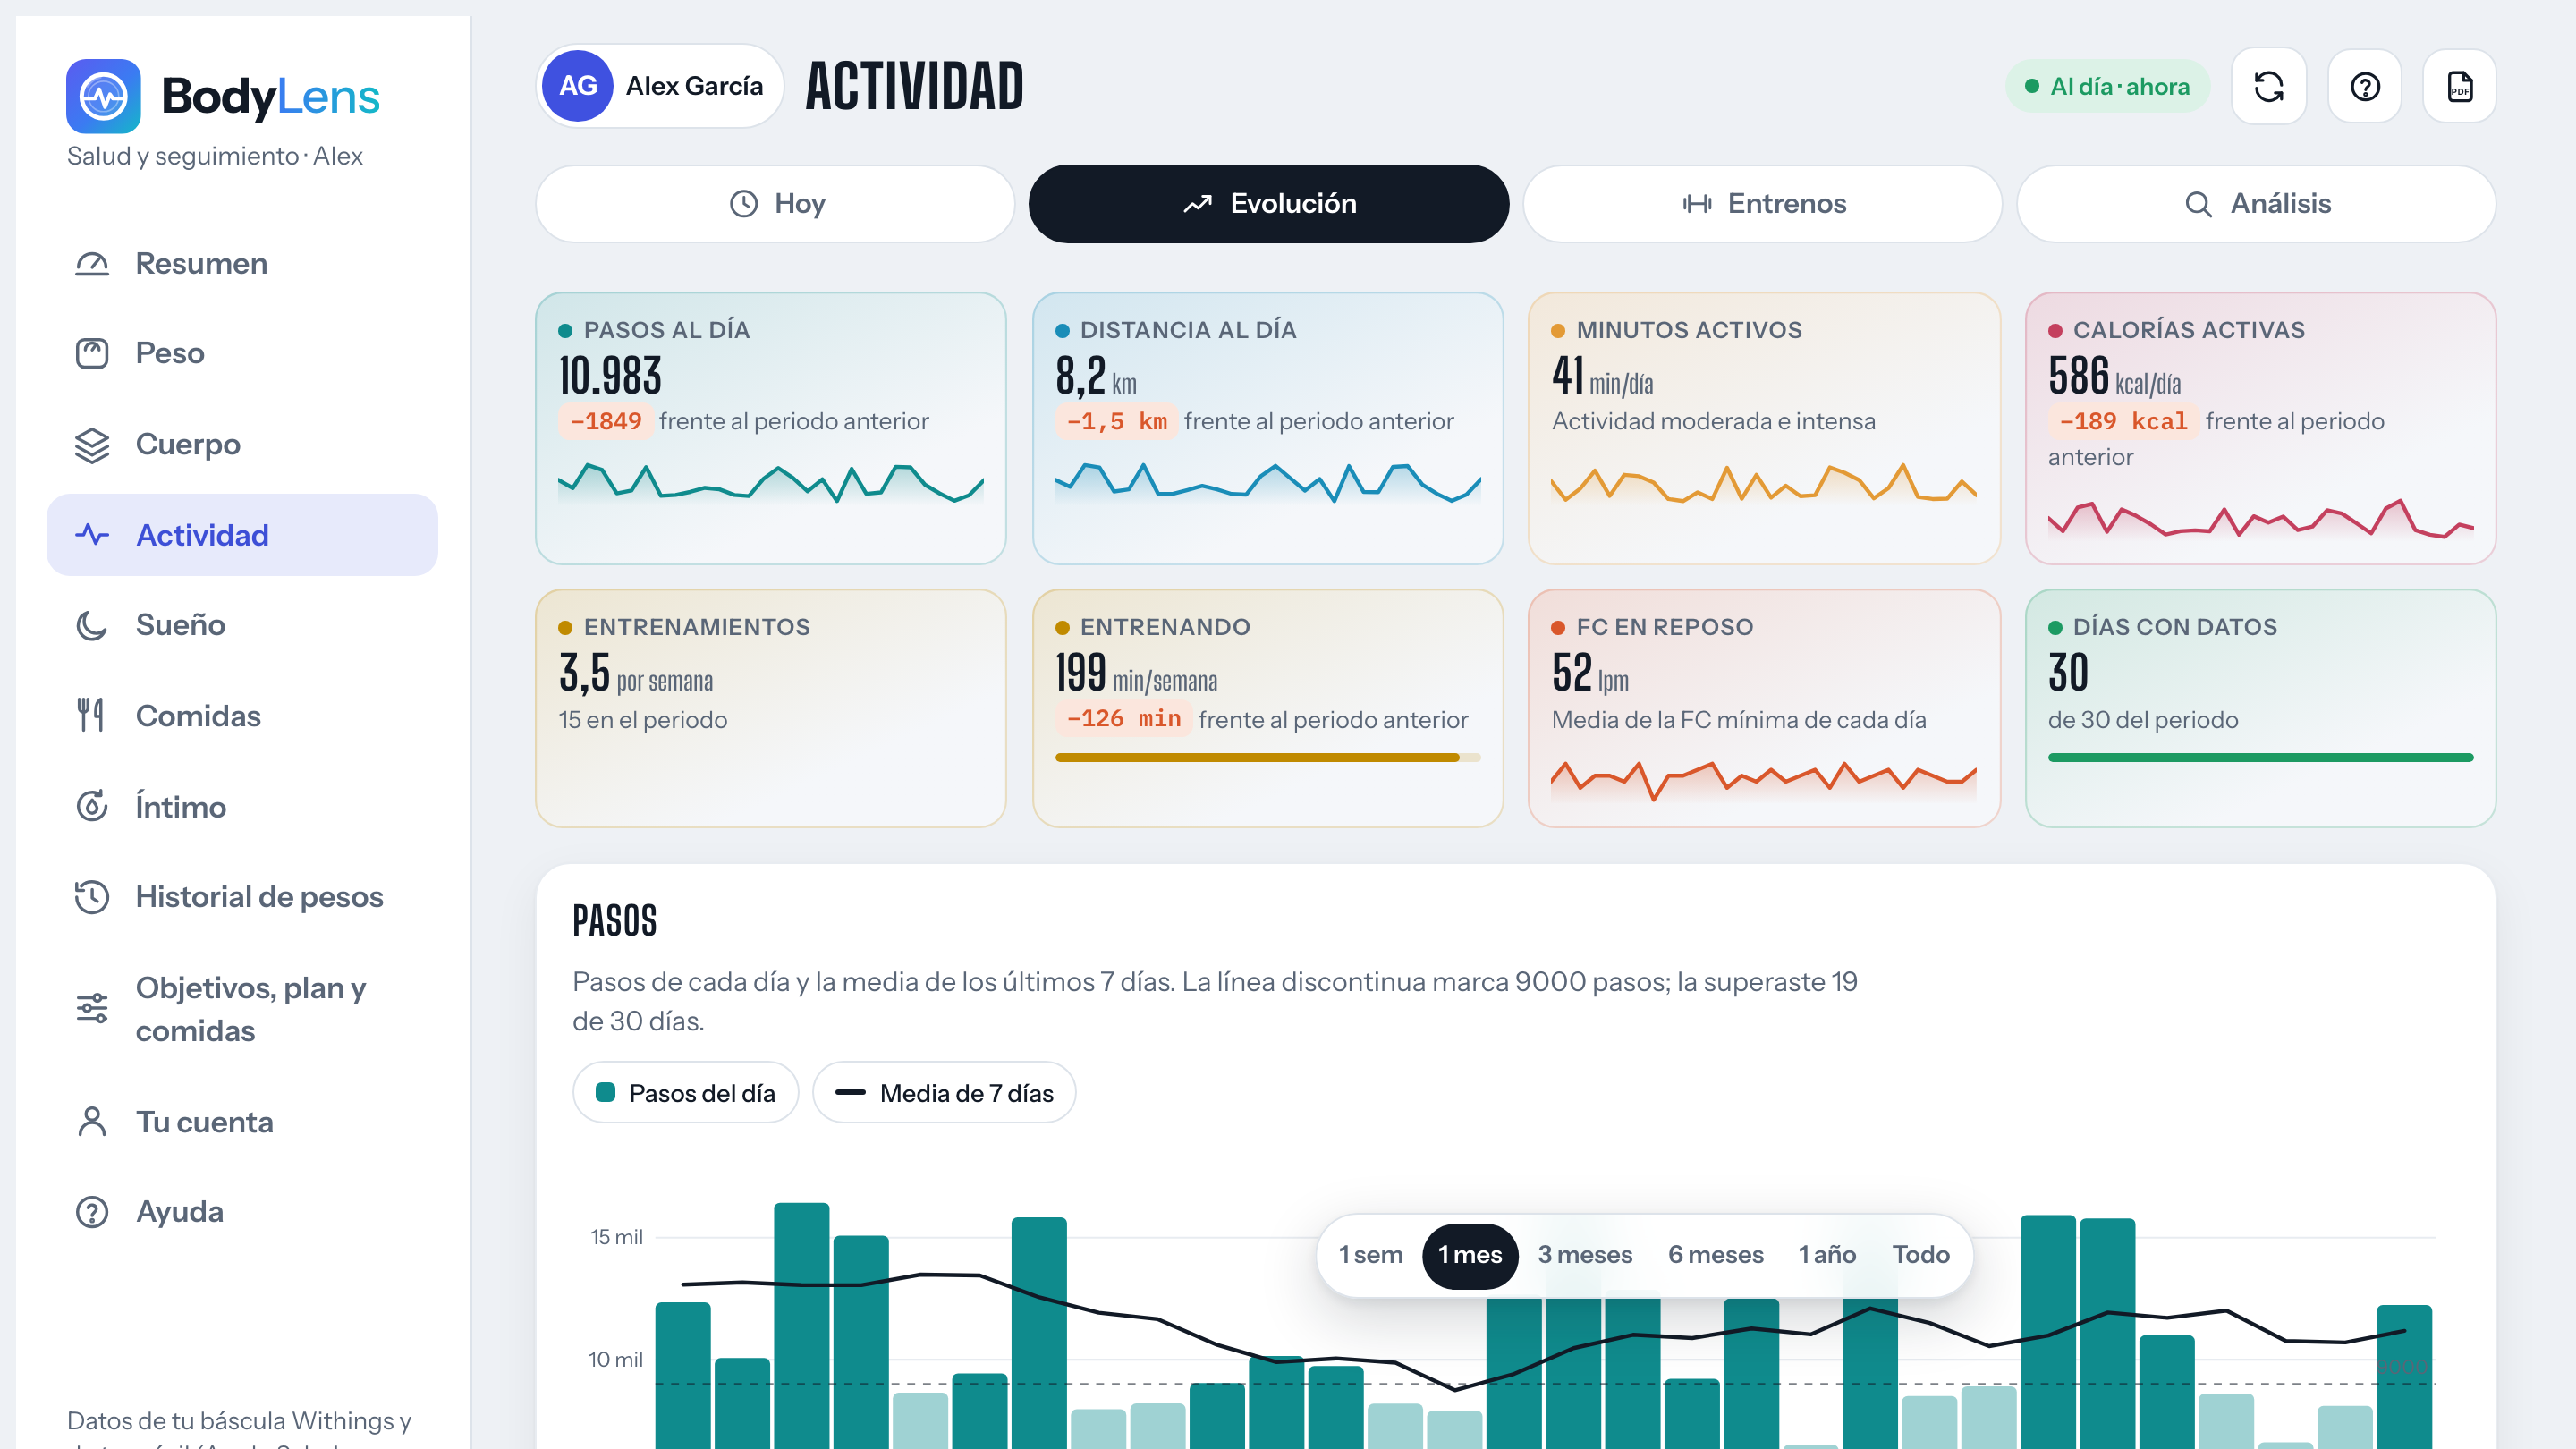 BodyLens
Salud y seguimiento · Alex
Resumen
Peso
Cuerpo
Actividad
Sueño
Comidas
Íntimo
Historial de pesos
Objetivos, plan y
comidas
Tu cuenta
Ayuda
Datos de tu báscula Withings y
AG Alex García
ACTIVIDAD
Al día · ahora
PDF
Hoy
Evolución
Entrenos
Análisis
PASOS AL DÍA
10.983
−1849 frente al periodo anterior
DISTANCIA AL DÍA
8,2 km
−1,5 km frente al periodo anterior
MINUTOS ACTIVOS
41 min/día
Actividad moderada e intensa
CALORÍAS ACTIVAS
586 kcal/día
−189 kcal frente al periodo
anterior
ENTRENAMIENTOS
3,5 por semana
15 en el periodo
ENTRENANDO
199 min/semana
−126 min frente al periodo anterior
FC EN REPOSO
52 lpm
Media de la FC mínima de cada día
DÍAS CON DATOS
30
de 30 del periodo
PASOS
Pasos de cada día y la media de los últimos 7 días. La línea discontinua marca 9000 pasos; la superaste 19
de 30 días.
Pasos del día
Media de 7 días
15 mil
1 sem 1 mes 3 meses 6 meses 1 año Todo
10 mil
9000